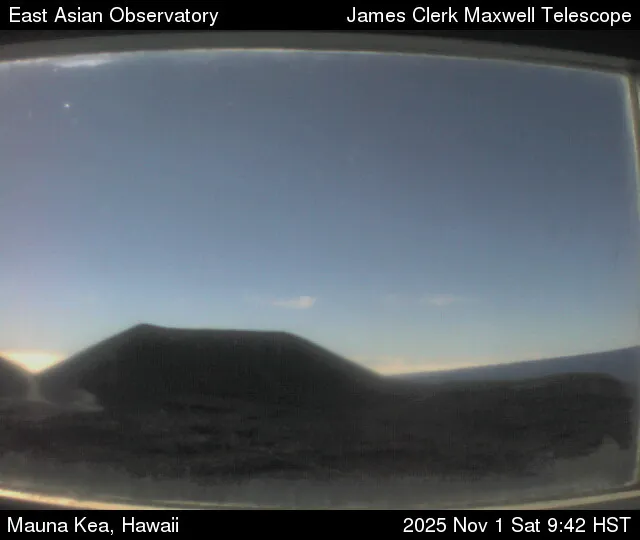 East Asian Observatory
James Clerk Maxwell Telescope
Mauna Kea, Hawaii
2025 Nov 1 Sat 9:42 HST